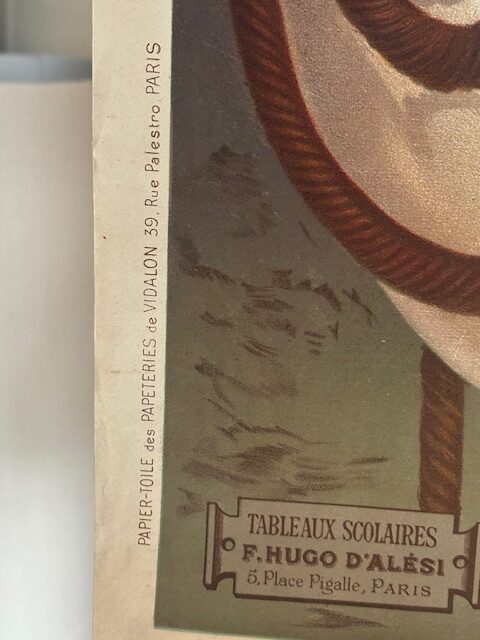 PAPIER-TOILE des PAPETERIES de VIDALON 39, Rue Palestro, PARIS
TABLEAUX SCOLAIRES
F. HUGO D'ALÉSI
5, Place Pigalle, PARIS